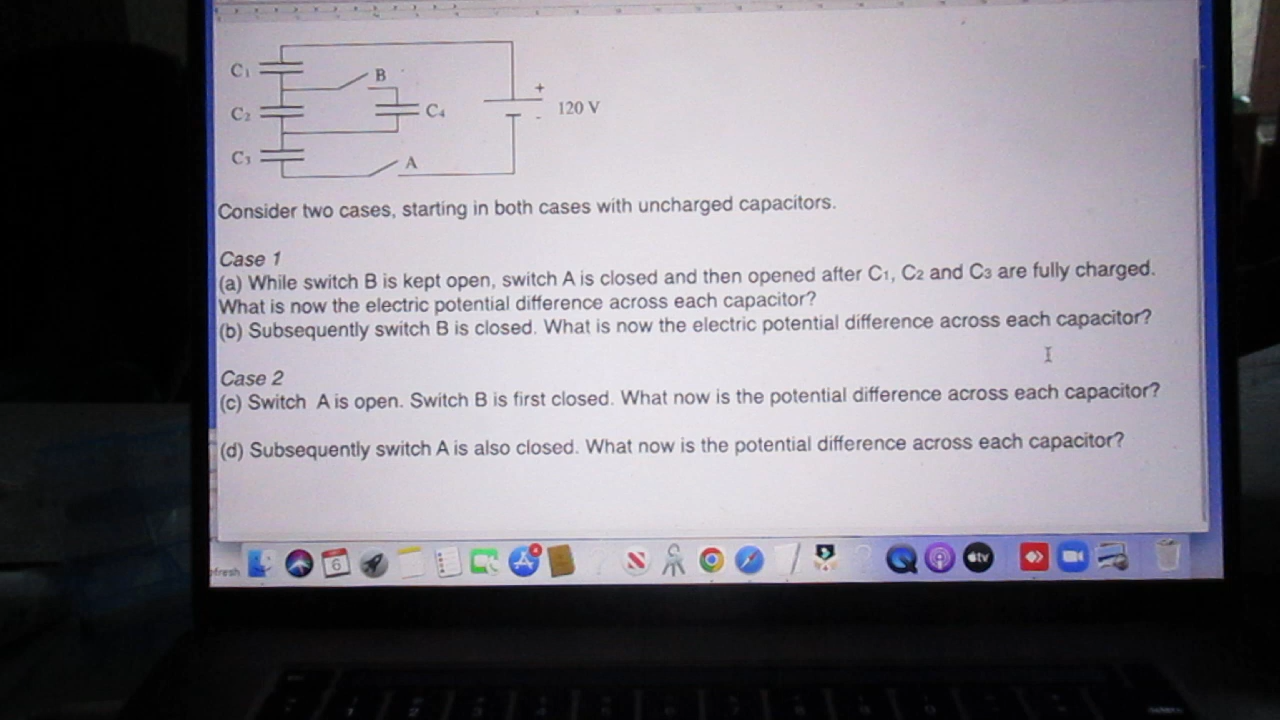 C₁
B
+
C₂
C₄
120 V
-
C₃
A
Consider two cases, starting in both cases with uncharged capacitors.
Case 1
(a) While switch B is kept open, switch A is closed and then opened after C₁, C₂ and C₃ are fully charged.
What is now the electric potential difference across each capacitor?
(b) Subsequently switch B is closed. What is now the electric potential difference across each capacitor?
Case 2
(c) Switch A is open. Switch B is first closed. What now is the potential difference across each capacitor?
(d) Subsequently switch A is also closed. What now is the potential difference across each capacitor?
efresh
6
tv